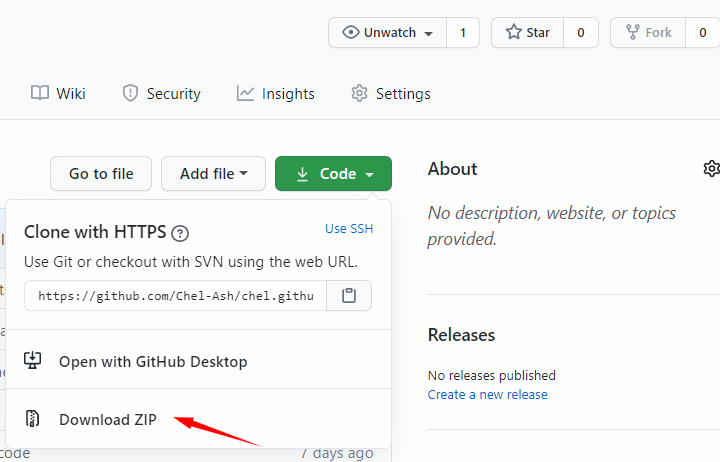 Unwatch 1 Star 0 Fork 0
Wiki Security Insights Settings
Go to file Add file Code
About
Clone with HTTPS ?
Use SSH
Use Git or checkout with SVN using the web URL.
https://github.com/Chel-Ash/chel.githu
Open with GitHub Desktop
Download ZIP
code
7 days ago
No description, website, or topics
provided.
Releases
No releases published
Create a new release